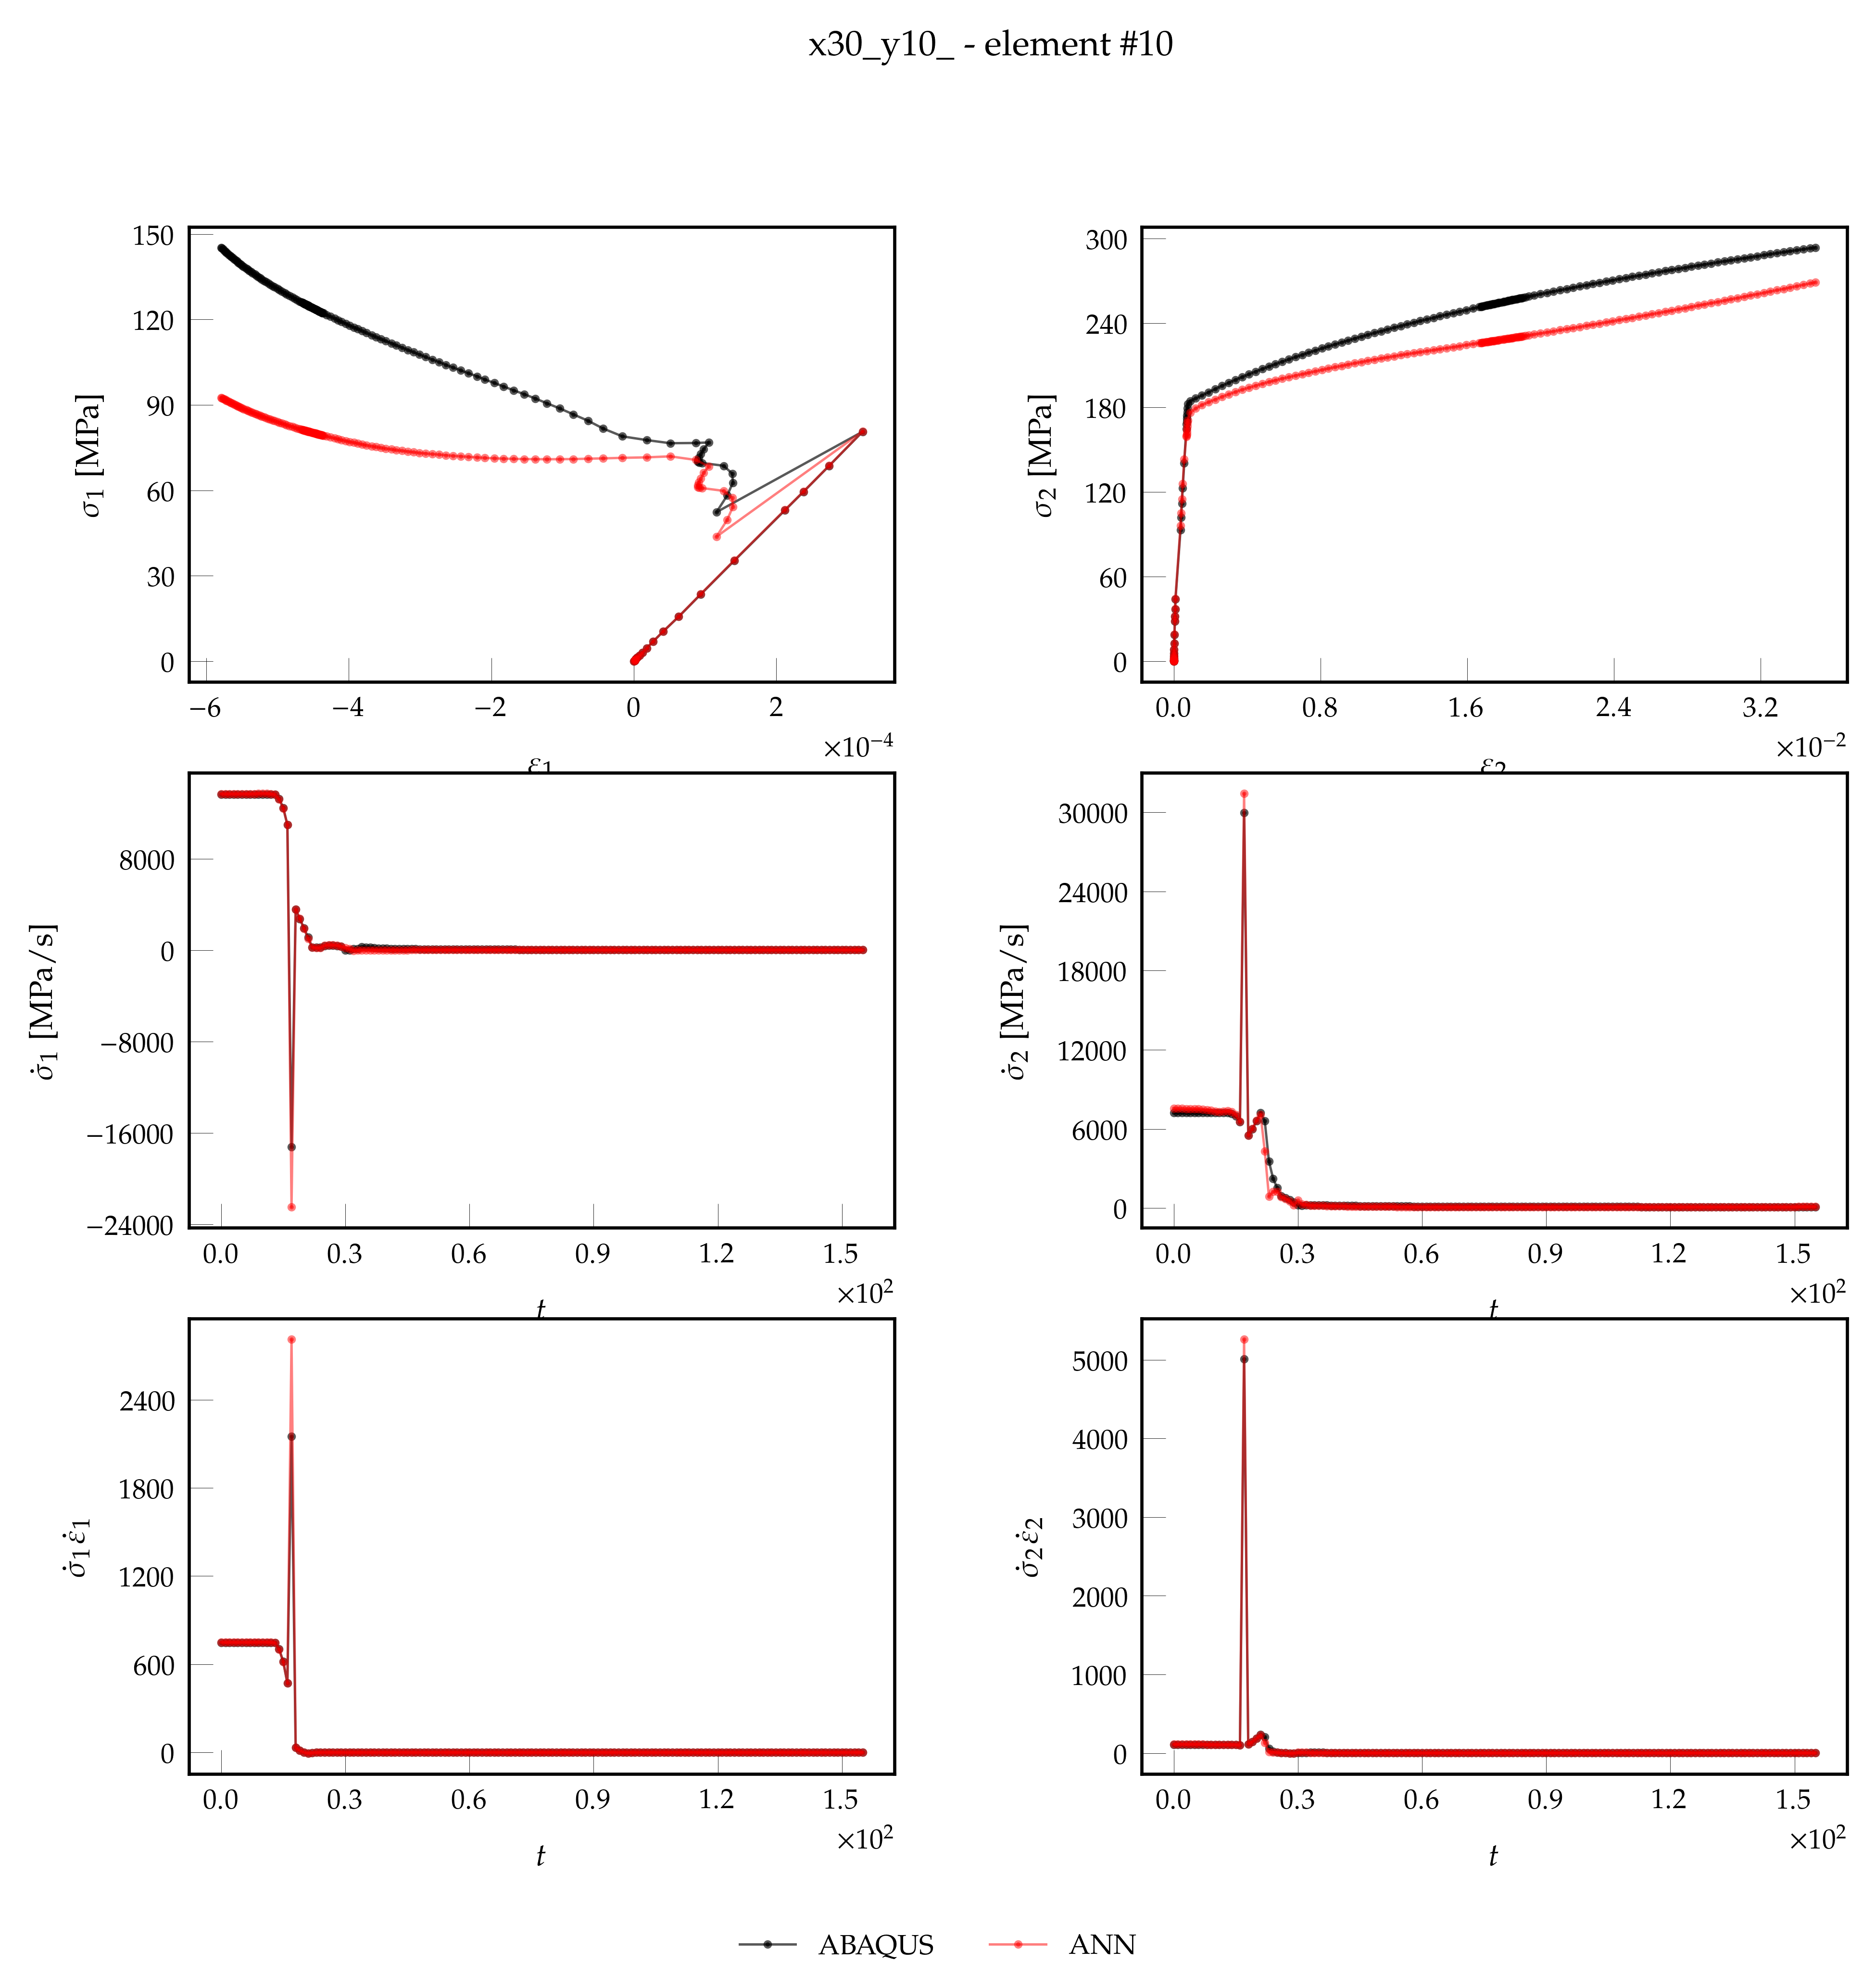 x30_y10_ - element #10
150
120
90
60
30
0
σ1 [MPa]
−6 −4 −2 0 2
×10−4
ε1
300
240
180
120
60
0
σ2 [MPa]
0.0 0.8 1.6 2.4 3.2
×10−2
ε2
8000
0
−8000
−16000
−24000
σ̇1 [MPa/s]
0.0 0.3 0.6 0.9 1.2 1.5
×102
t
30000
24000
18000
12000
6000
0
σ̇2 [MPa/s]
0.0 0.3 0.6 0.9 1.2 1.5
×102
t
2400
1800
1200
600
0
σ̇1ε̇1
0.0 0.3 0.6 0.9 1.2 1.5
×102
t
5000
4000
3000
2000
1000
0
σ̇2ε̇2
0.0 0.3 0.6 0.9 1.2 1.5
×102
t
ABAQUS ANN